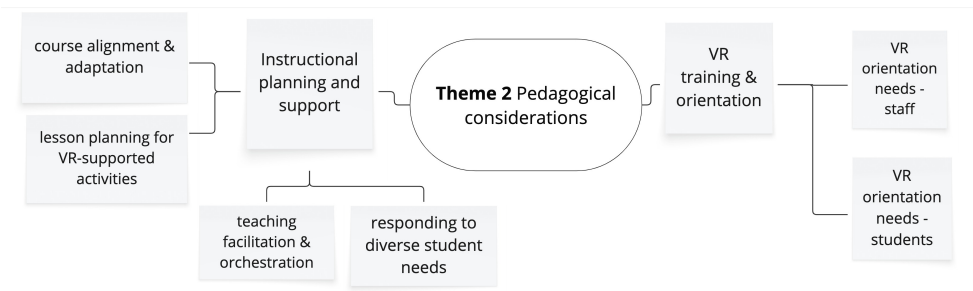 course alignment &
adaptation
lesson planning for
VR-supported
activities
Instructional
planning and
support
teaching
facilitation &
orchestration
responding to
diverse student
needs
Theme 2 Pedagogical
considerations
VR
training &
orientation
VR
orientation
needs -
staff
VR
orientation
needs -
students